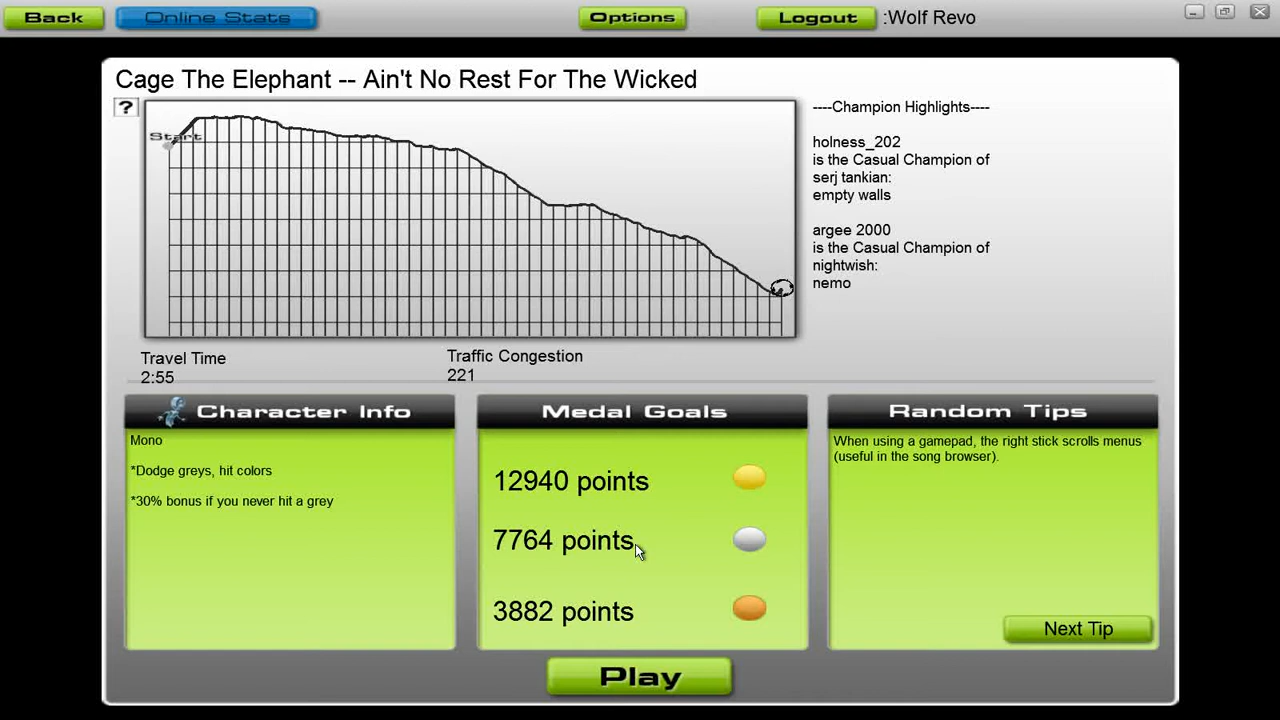 Back
Online Stats
Options
Logout
:Wolf Revo
Cage The Elephant -- Ain't No Rest For The Wicked
?
Start
----Champion Highlights----
holness_202
is the Casual Champion of
serj tankian:
empty walls
argee 2000
is the Casual Champion of
nightwish:
nemo
Travel Time
2:55
Traffic Congestion
221
Character Info
Mono
*Dodge greys, hit colors
*30% bonus if you never hit a grey
Medal Goals
12940 points
7764 points
3882 points
Random Tips
When using a gamepad, the right stick scrolls menus
(useful in the song browser).
Next Tip
Play